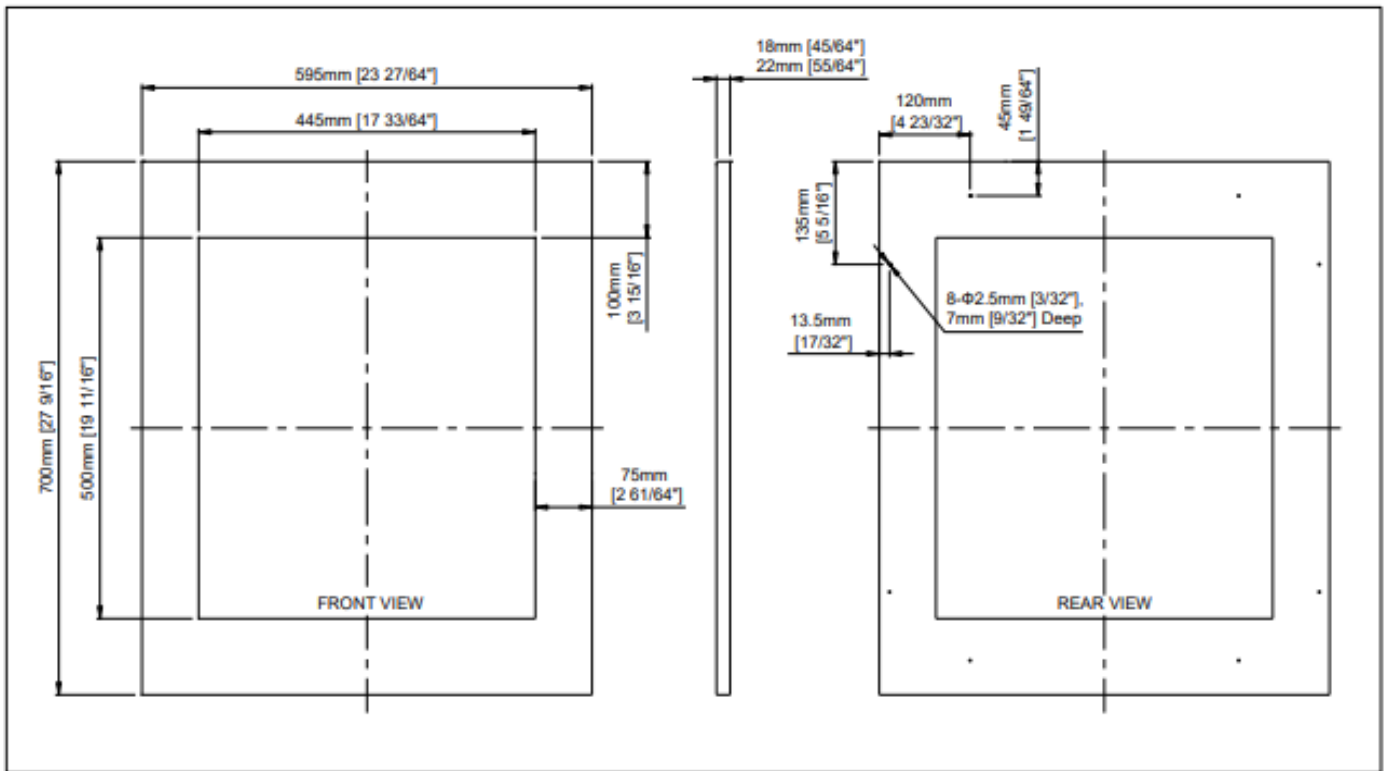 595mm [23 27/64"]
445mm [17 33/64"]
700mm [27 9/16"]
500mm [19 11/16"]
100mm
[3 15/16"]
75mm
[2 61/64"]
FRONT VIEW
18mm [45/64"]
22mm [55/64"]
120mm
[4 23/32"]
45mm
[1 49/64"]
135mm
[5 5/16"]
13.5mm
[17/32"]
8-Φ2.5mm [3/32"],
7mm [9/32"] Deep
REAR VIEW